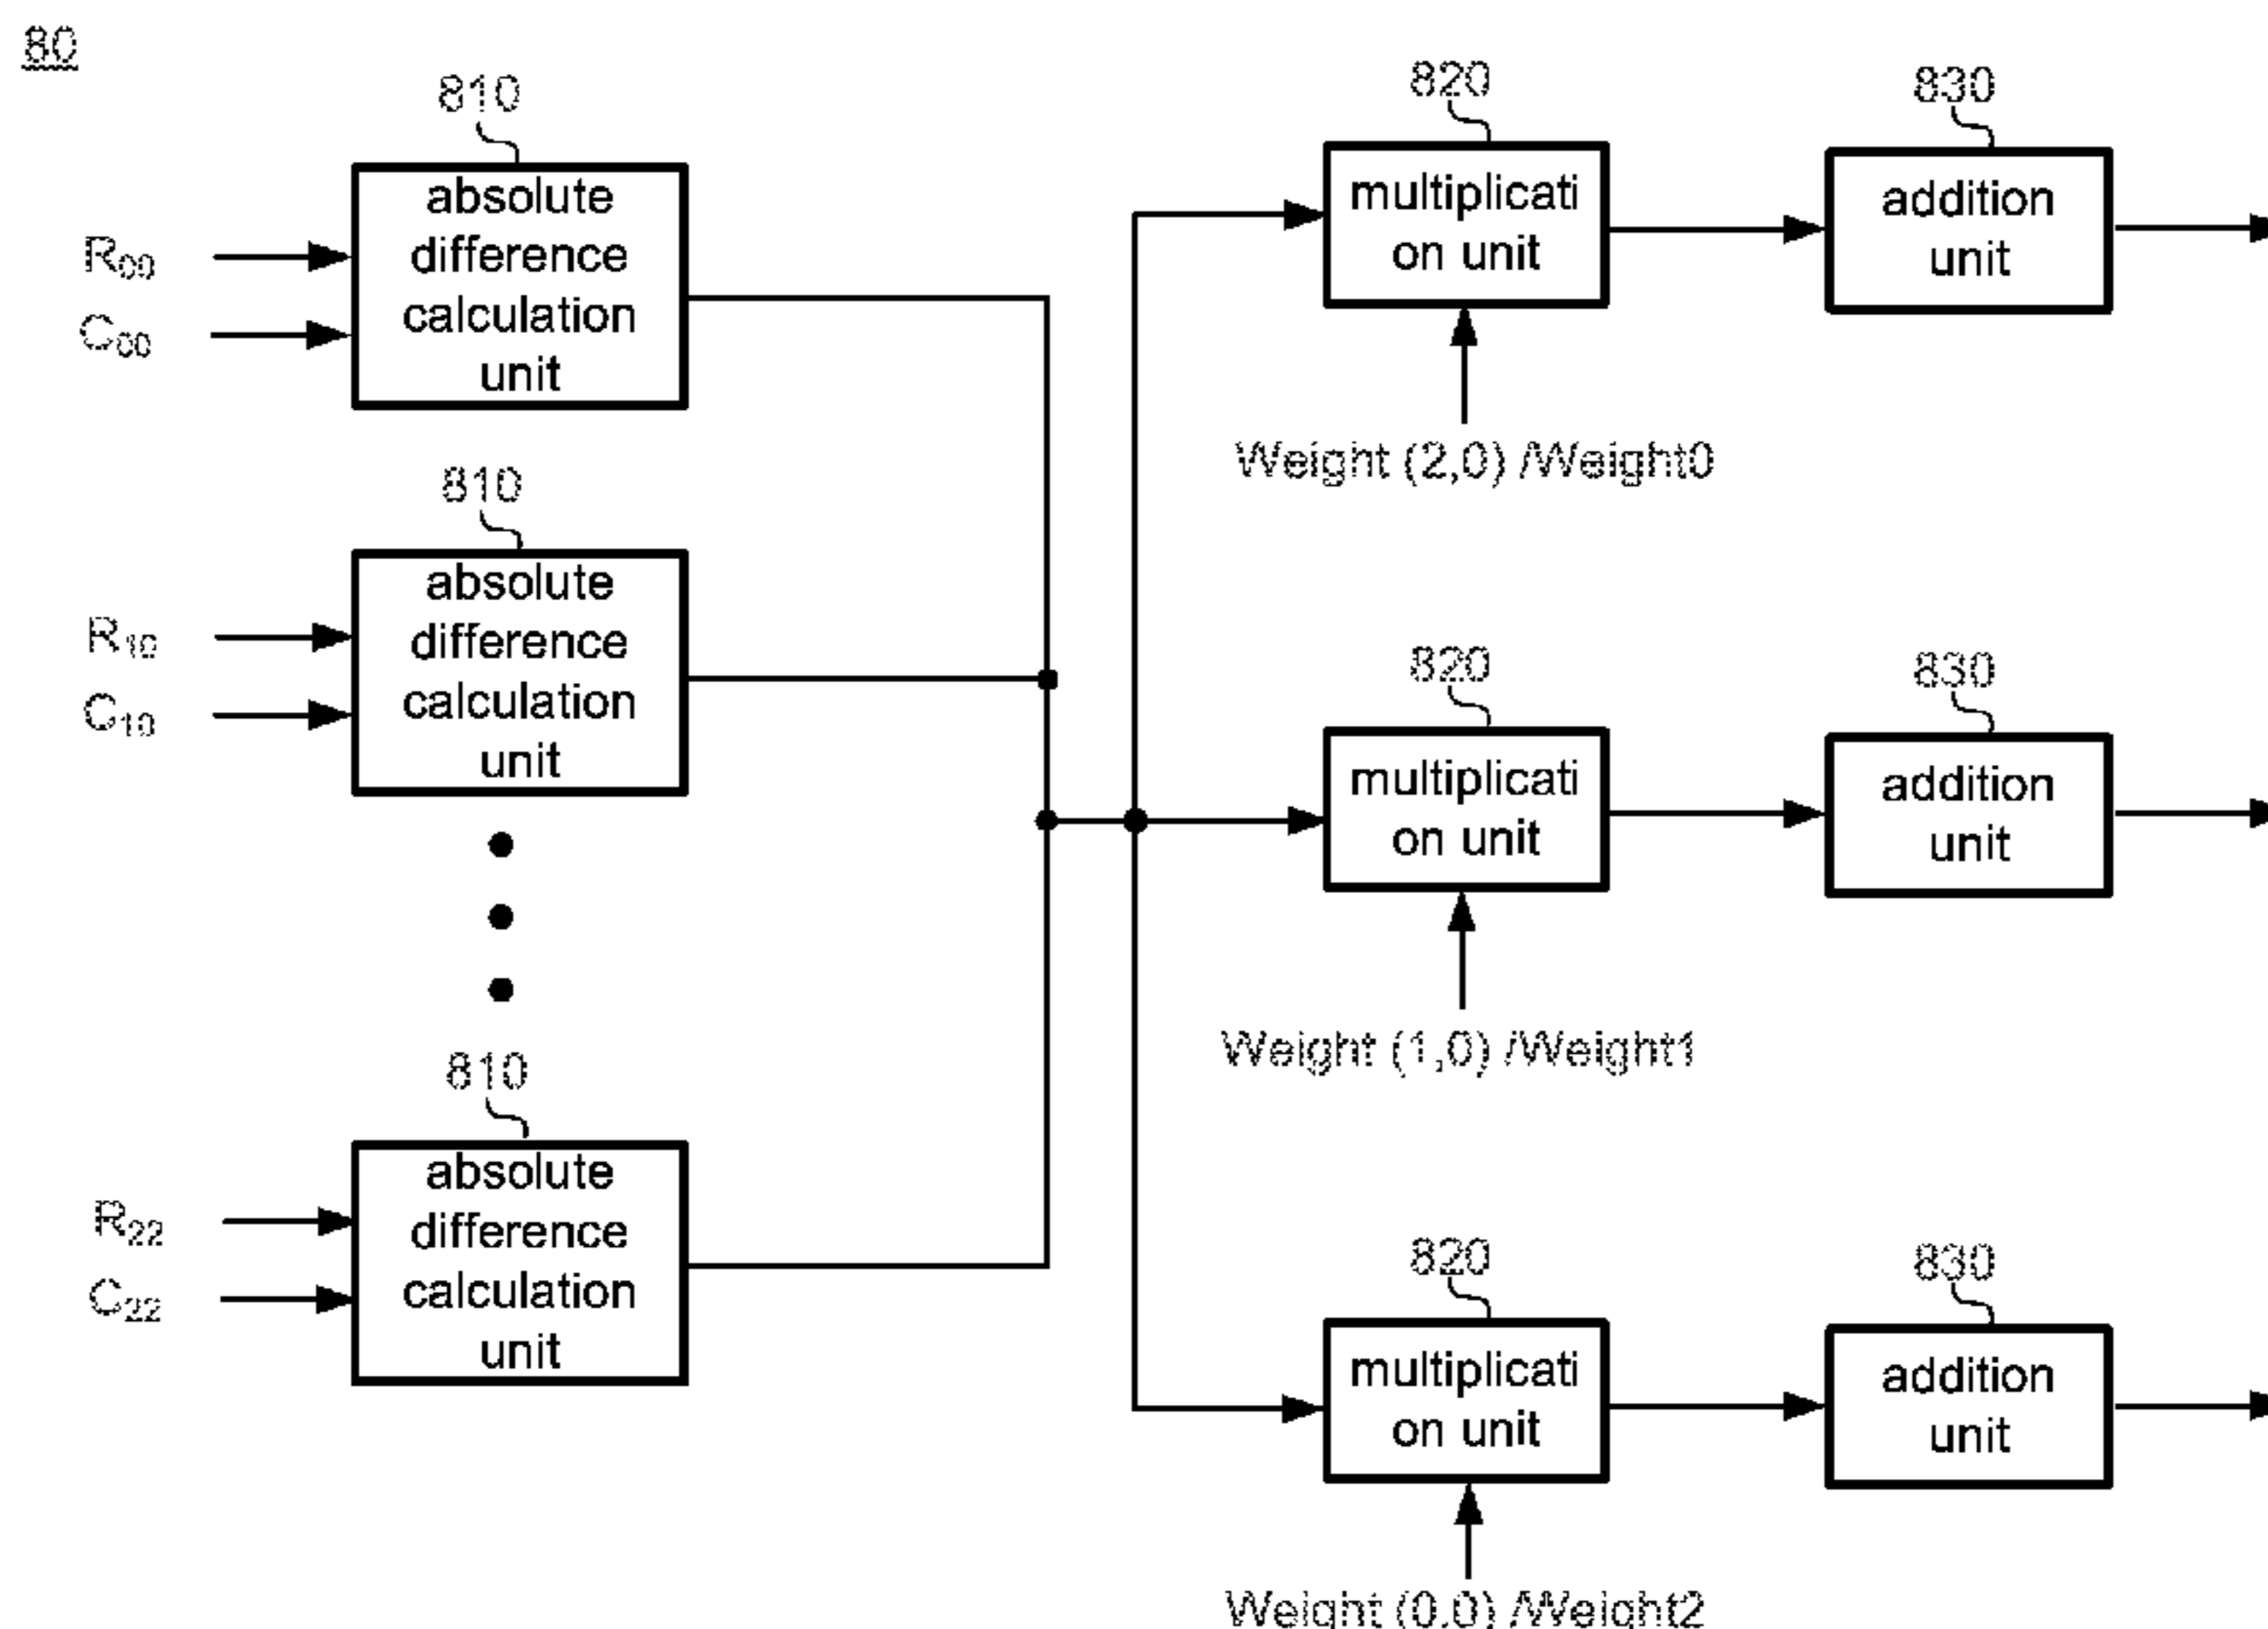 80
810
absolute
difference
calculation
unit
R00
C00
820
multiplicati
on unit
830
addition
unit
Weight (2,0) /Weight0
810
absolute
difference
calculation
unit
R10
C10
820
multiplicati
on unit
830
addition
unit
Weight (1,0) /Weight1
810
absolute
difference
calculation
unit
R22
C22
820
multiplicati
on unit
830
addition
unit
Weight (0,0) /Weight2